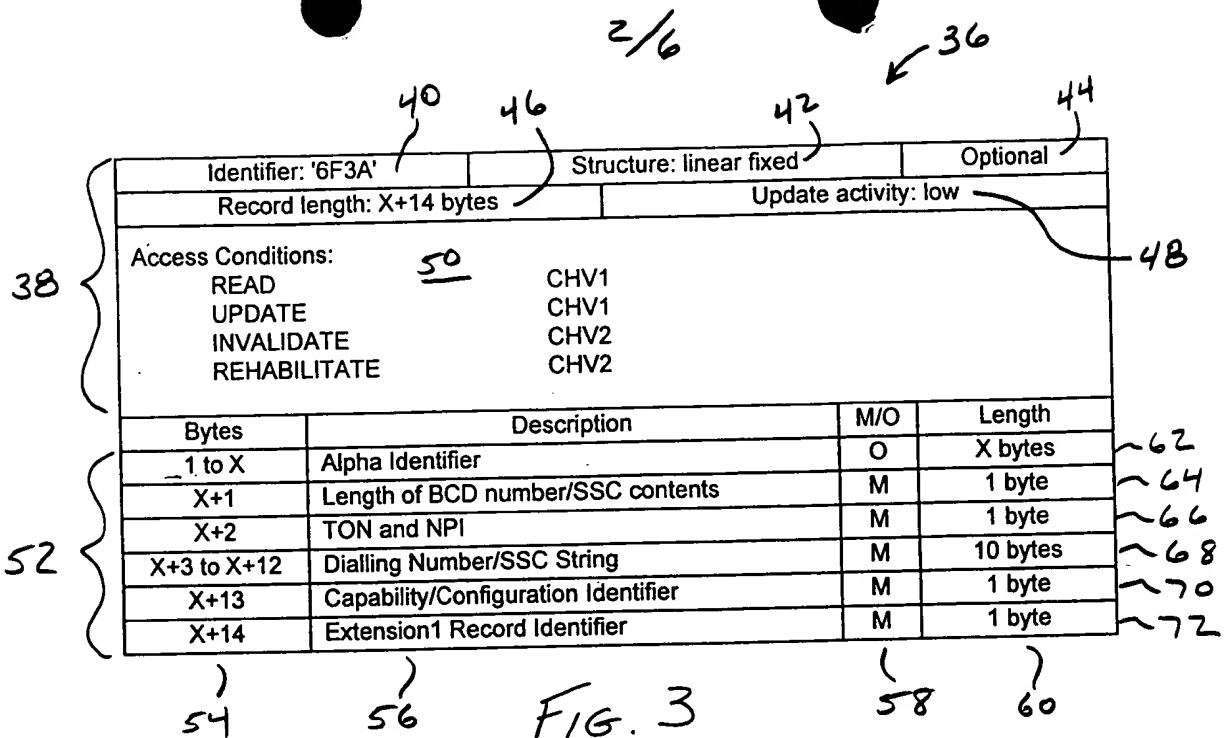 2/6
36
40 46 42 44
Identifier: '6F3A' Structure: linear fixed Optional
Record length: X+14 bytes Update activity: low
48
38
Access Conditions: 50
READ CHV1
UPDATE CHV1
INVALIDATE CHV2
REHABILITATE CHV2
Bytes Description M/O Length
1 to X Alpha Identifier O X bytes 62
X+1 Length of BCD number/SSC contents M 1 byte 64
X+2 TON and NPI M 1 byte 66
52
X+3 to X+12 Dialling Number/SSC String M 10 bytes 68
X+13 Capability/Configuration Identifier M 1 byte 70
X+14 Extension1 Record Identifier M 1 byte 72
54 56 58 60
FIG. 3